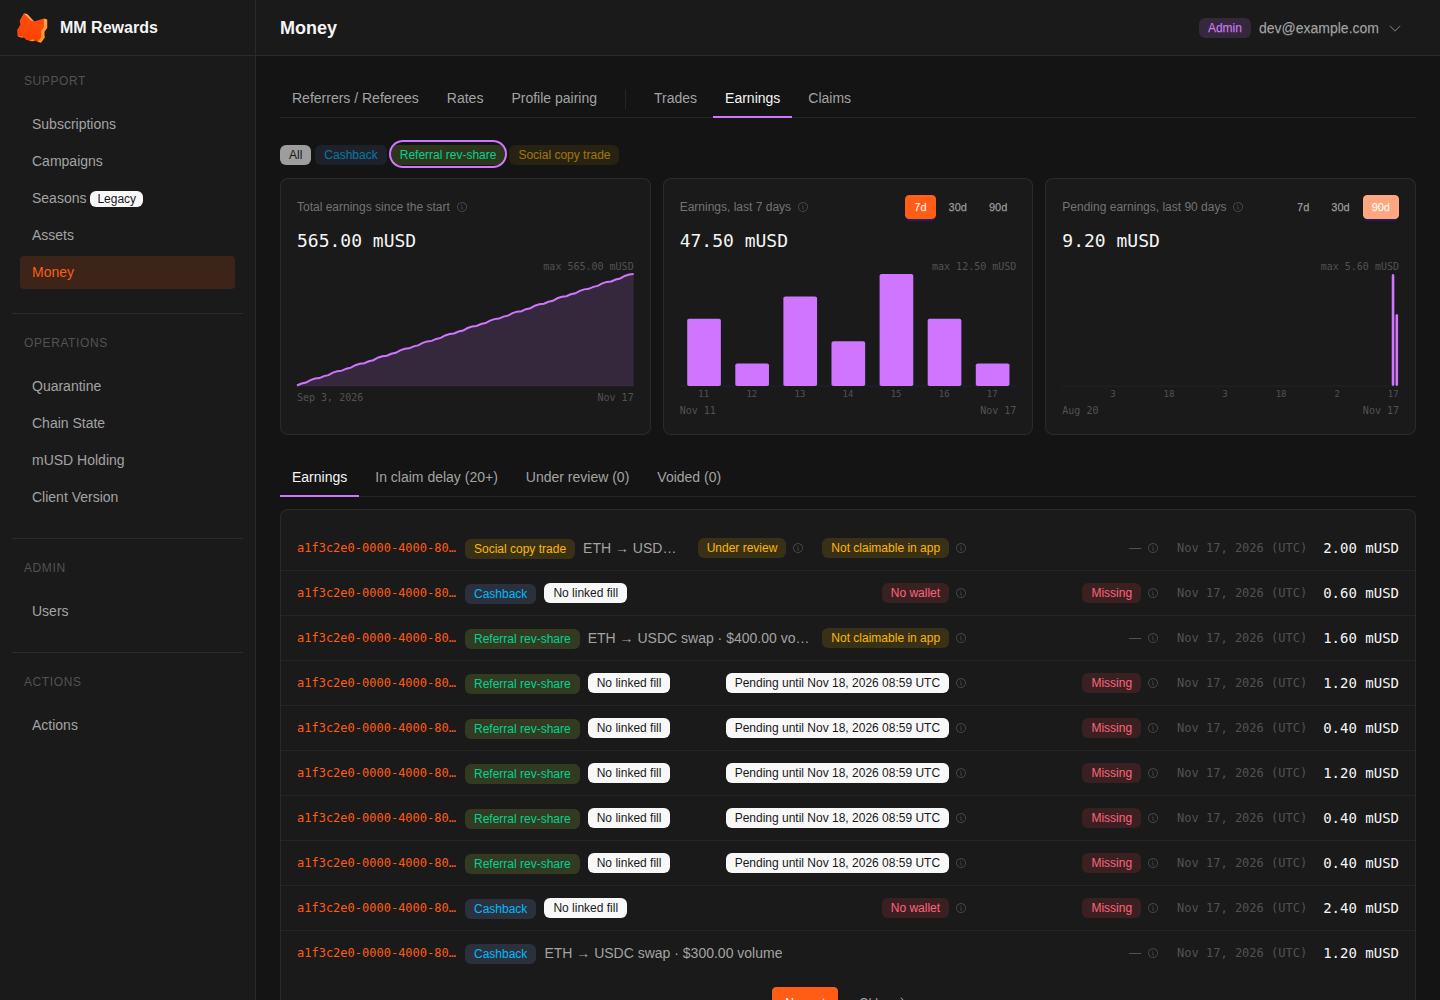 MM Rewards
Money
Admin dev@example.com
SUPPORT
Subscriptions
Campaigns
Seasons Legacy
Assets
Money
OPERATIONS
Quarantine
Chain State
mUSD Holding
Client Version
ADMIN
Users
ACTIONS
Actions
Referrers / Referees Rates Profile pairing Trades Earnings Claims
All Cashback Referral rev-share Social copy trade
Total earnings since the start
565.00 mUSD
max 565.00 mUSD
Sep 3, 2026 Nov 17
Earnings, last 7 days 7d 30d 90d
47.50 mUSD
max 12.50 mUSD
11 12 13 14 15 16 17
Nov 11 Nov 17
Pending earnings, last 90 days 7d 30d 90d
9.20 mUSD
max 5.60 mUSD
3 18 3 18 2 17
Aug 20 Nov 17
Earnings In claim delay (20+) Under review (0) Voided (0)
a1f3c2e0-0000-4000-80… Social copy trade ETH → USD… Under review Not claimable in app — Nov 17, 2026 (UTC) 2.00 mUSD
a1f3c2e0-0000-4000-80… Cashback No linked fill No wallet Missing Nov 17, 2026 (UTC) 0.60 mUSD
a1f3c2e0-0000-4000-80… Referral rev-share ETH → USDC swap · $400.00 vo… Not claimable in app — Nov 17, 2026 (UTC) 1.60 mUSD
a1f3c2e0-0000-4000-80… Referral rev-share No linked fill Pending until Nov 18, 2026 08:59 UTC Missing Nov 17, 2026 (UTC) 1.20 mUSD
a1f3c2e0-0000-4000-80… Referral rev-share No linked fill Pending until Nov 18, 2026 08:59 UTC Missing Nov 17, 2026 (UTC) 0.40 mUSD
a1f3c2e0-0000-4000-80… Referral rev-share No linked fill Pending until Nov 18, 2026 08:59 UTC Missing Nov 17, 2026 (UTC) 1.20 mUSD
a1f3c2e0-0000-4000-80… Referral rev-share No linked fill Pending until Nov 18, 2026 08:59 UTC Missing Nov 17, 2026 (UTC) 0.40 mUSD
a1f3c2e0-0000-4000-80… Referral rev-share No linked fill Pending until Nov 18, 2026 08:59 UTC Missing Nov 17, 2026 (UTC) 0.40 mUSD
a1f3c2e0-0000-4000-80… Cashback No linked fill No wallet Missing Nov 17, 2026 (UTC) 2.40 mUSD
a1f3c2e0-0000-4000-80… Cashback ETH → USDC swap · $300.00 volume — Nov 17, 2026 (UTC) 1.20 mUSD